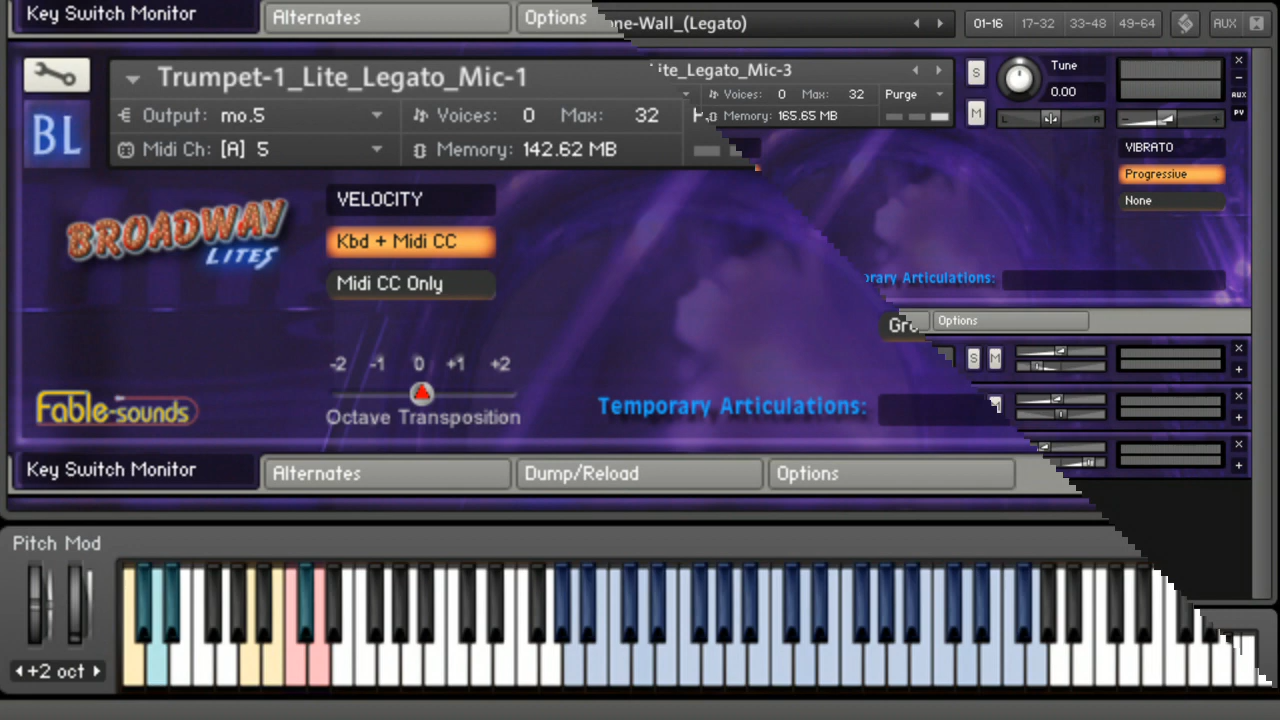 Key Switch Monitor Alternates Options
ne-Wall_(Legato) 01-16 17-32 33-48 49-64 AUX
Trumpet-1_Lite_Legato_Mic-1
Output: mo.5 Voices: 0 Max: 32
Midi Ch: [A] 5 Memory: 142.62 MB
ite_Legato_Mic-3
Voices: 0 Max: 32 Purge
Memory: 165.65 MB
S Tune
M 0.00
L R
AUX
PV
VIBRATO
Progressive
None
BL
BROADWAY
LITES
VELOCITY
Kbd + Midi CC
Midi CC Only
rary Articulations:
Options
S M
-2 -1 0 +1 +2
Octave Transposition
Temporary Articulations:
Fable-sounds
Key Switch Monitor Alternates Dump/Reload Options
Pitch Mod
+2 oct